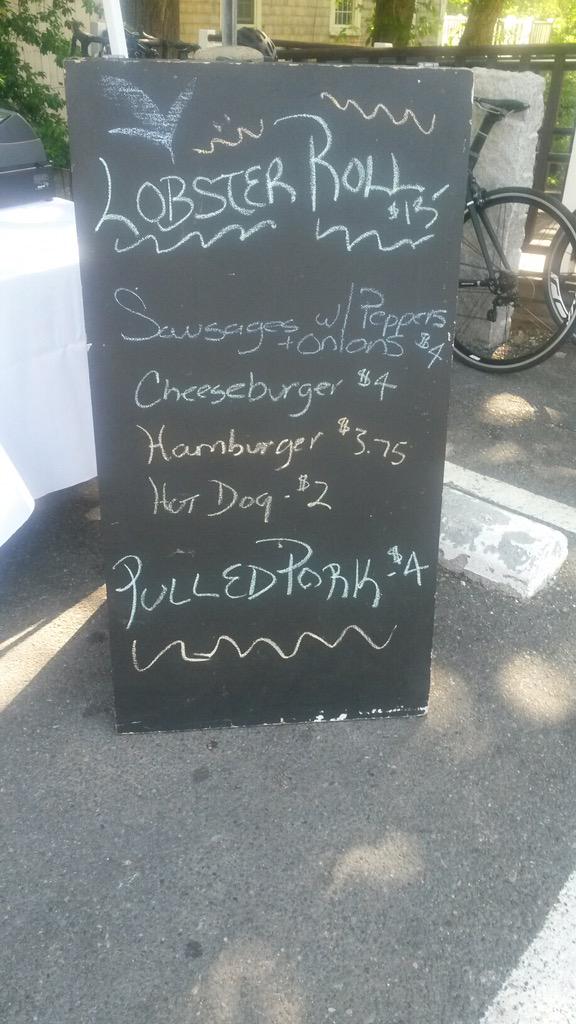 LOBSTER ROLL
$13
Sausages w/ Peppers
+ onions $4
Cheeseburger $4
Hamburger $3.75
HOT DOg - $2
PULLED PORK - $4